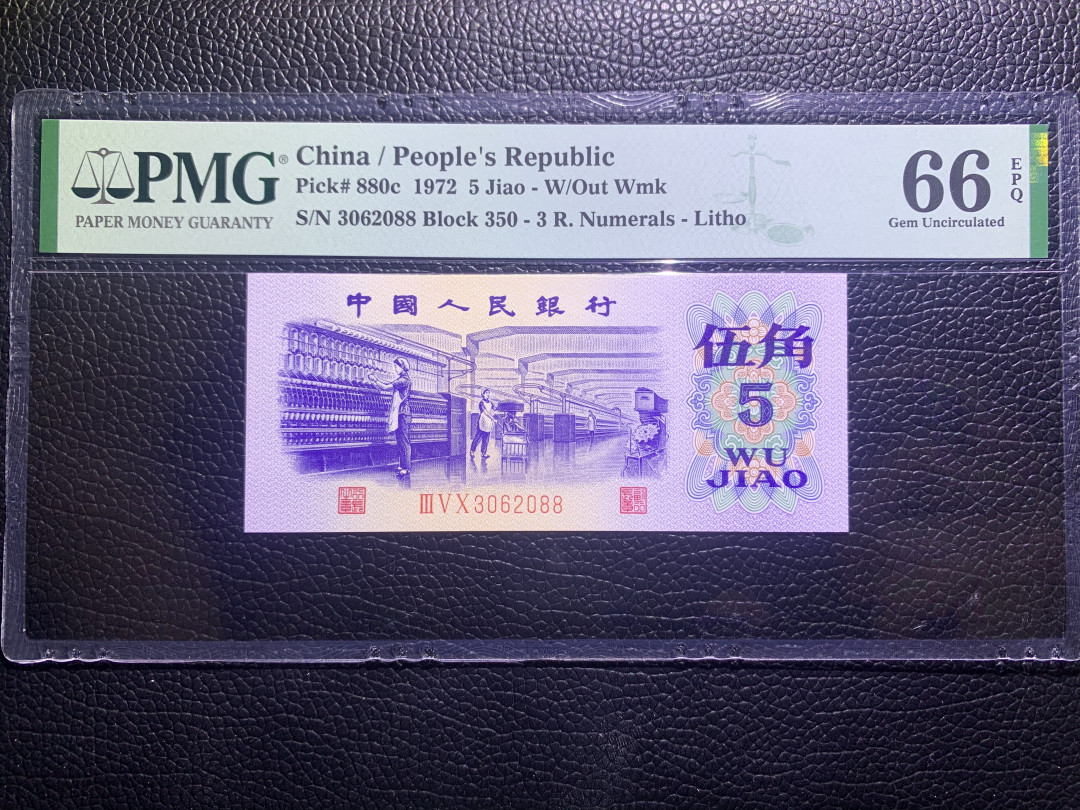 PMG®
PAPER MONEY GUARANTY
China / People's Republic
Pick# 880c 1972 5 Jiao - W/Out Wmk
S/N 3062088 Block 350 - 3 R. Numerals - Litho
66
EPQ
Gem Uncirculated
中國人民銀行
伍角
5
WU
JIAO
ⅢⅤⅩ3062088